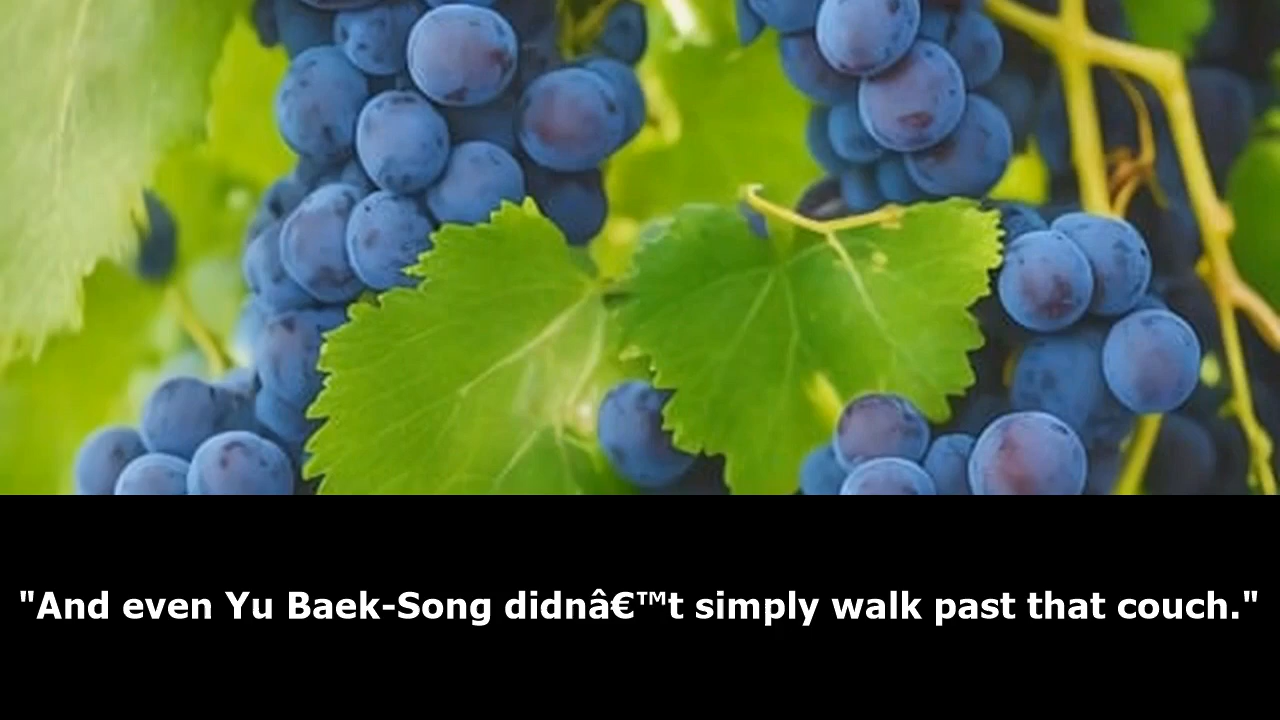 "And even Yu Baek-Song didnâ€™t simply walk past that couch."